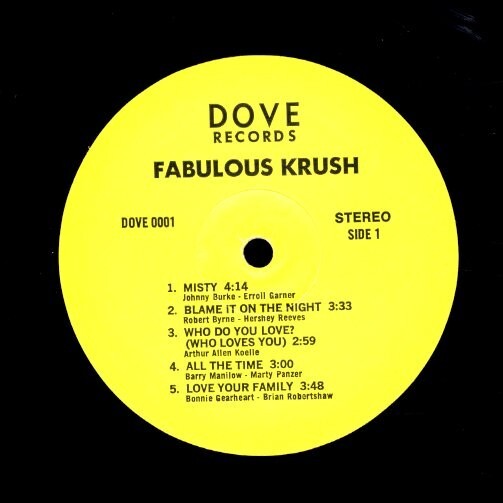 DOVE
RECORDS
FABULOUS KRUSH
DOVE 0001
STEREO
SIDE 1
1. MISTY 4:14
Johnny Burke - Erroll Garner
2. BLAME IT ON THE NIGHT 3:33
Robert Byrne - Hershey Reeves
3. WHO DO YOU LOVE?
(WHO LOVES YOU) 2:59
Arthur Allen Koelle
4. ALL THE TIME 3:00
Barry Manilow - Marty Panzer
5. LOVE YOUR FAMILY 3:48
Bonnie Gearheart - Brian Robertshaw